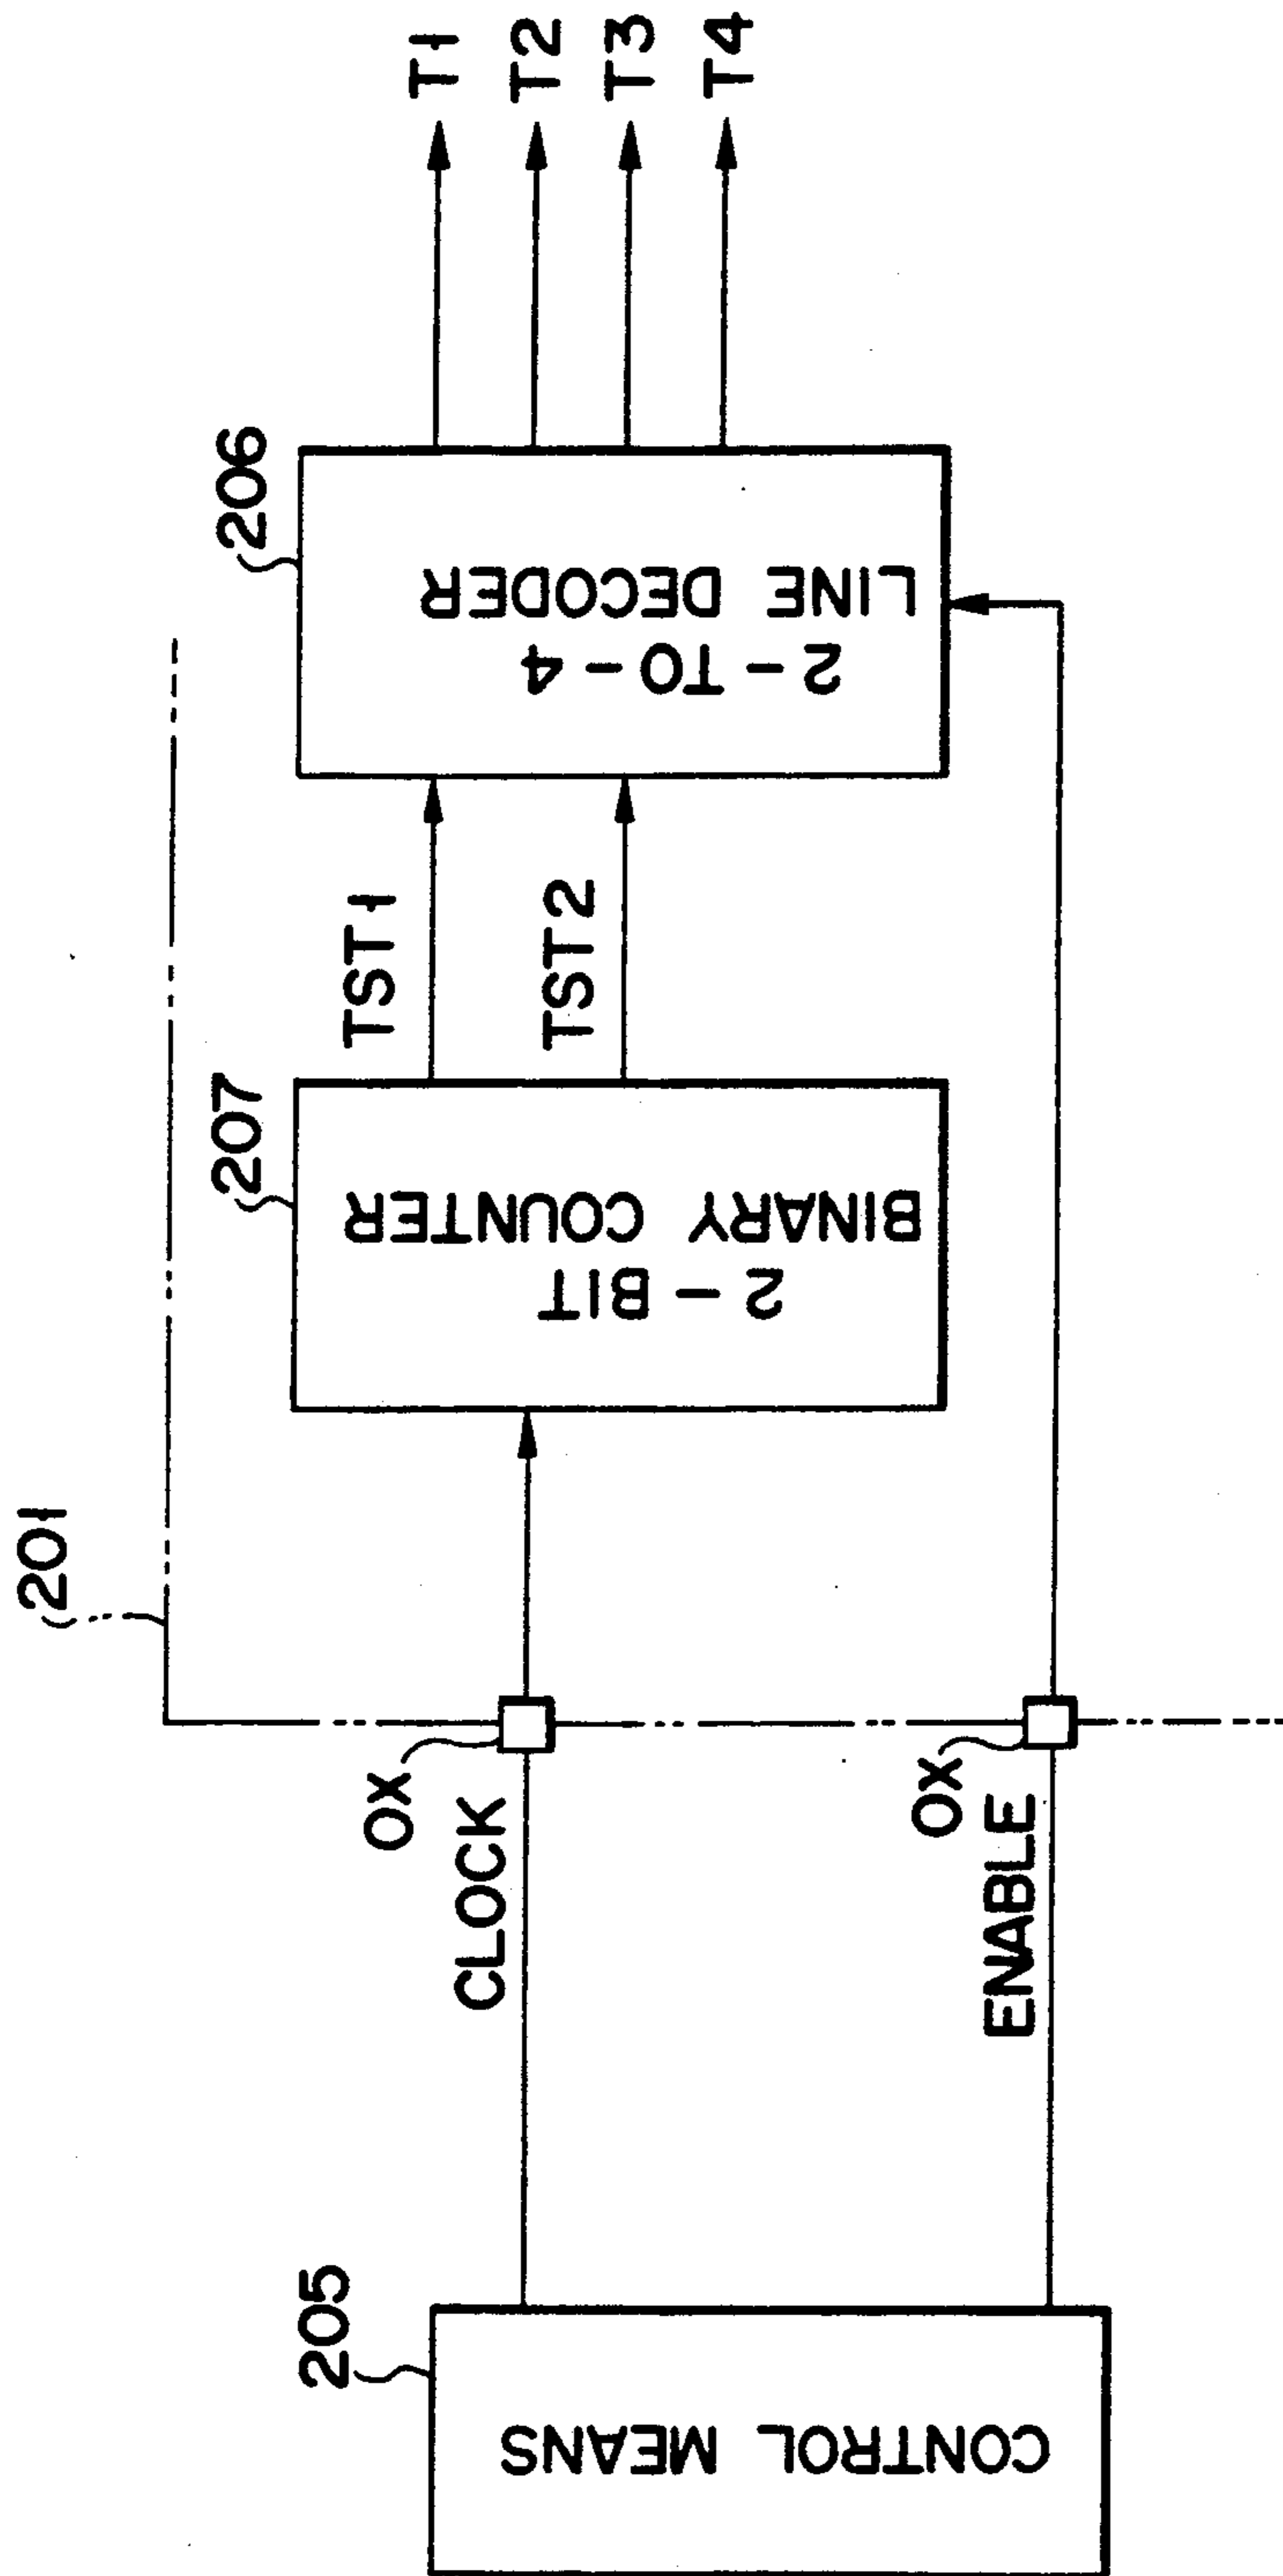 201
205
CONTROL MEANS
CLOCK
OX
ENABLE
OX
207
2-BIT
BINARY COUNTER
TST1
TST2
206
2-TO-4
LINE DECODER
T1
T2
T3
T4